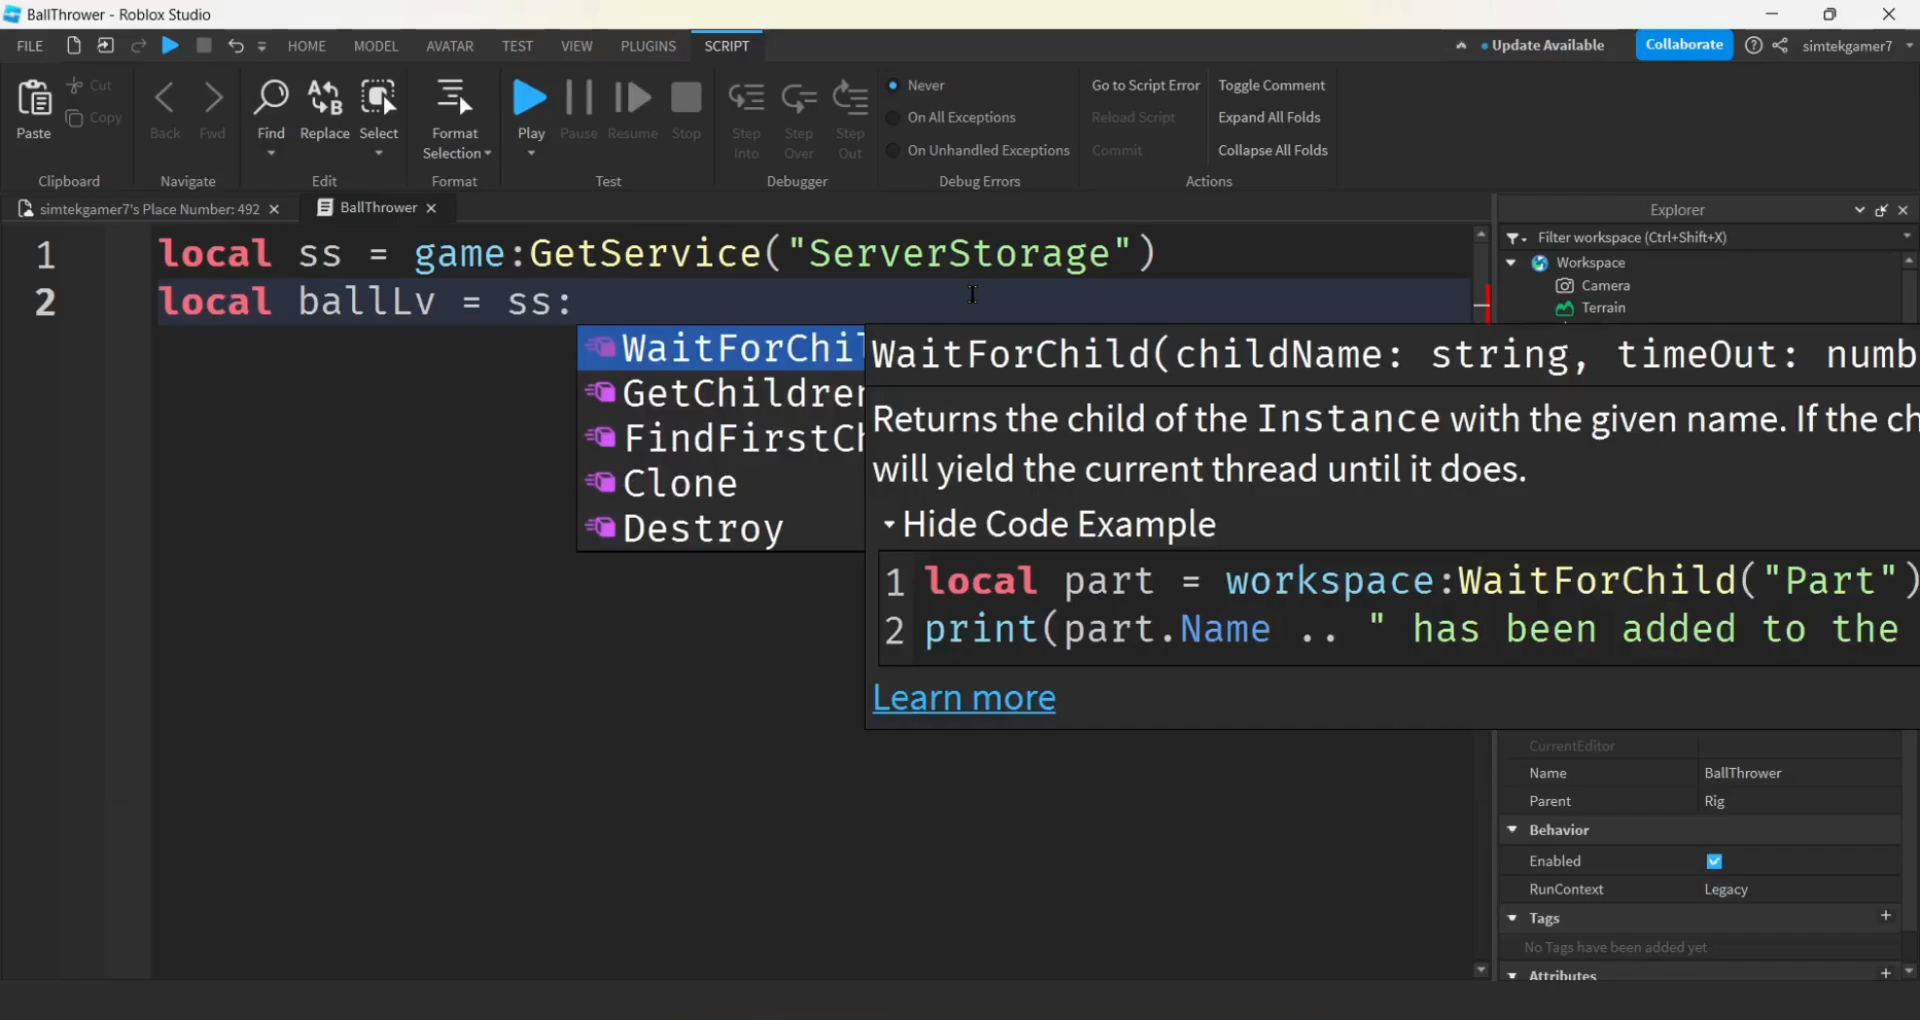 BallThrower - Roblox Studio
FILE HOME MODEL AVATAR TEST VIEW PLUGINS SCRIPT Update Available Collaborate simtekgamer7
Paste Cut Copy
Back Fwd
Find Replace Select
Format Selection
Play Pause Resume Stop
Step Into Step Over Step Out
Never
On All Exceptions
On Unhandled Exceptions
Go to Script Error
Reload Script
Commit
Toggle Comment
Expand All Folds
Collapse All Folds
Clipboard Navigate Edit Format Test Debugger Debug Errors Actions
simtekgamer7's Place Number: 492 BallThrower
1 local ss = game:GetService("ServerStorage")
2 local ballLv = ss:
WaitForChil
GetChildren
FindFirstCh
Clone
Destroy
WaitForChild(childName: string, timeOut: numb
Returns the child of the Instance with the given name. If the ch
will yield the current thread until it does.
Hide Code Example
1 local part = workspace:WaitForChild("Part")
2 print(part.Name .. " has been added to the
Learn more
Explorer
Filter workspace (Ctrl+Shift+X)
Workspace
Camera
Terrain
CurrentEditor
Name BallThrower
Parent Rig
Behavior
Enabled
RunContext Legacy
Tags
No Tags have been added yet
Attributes